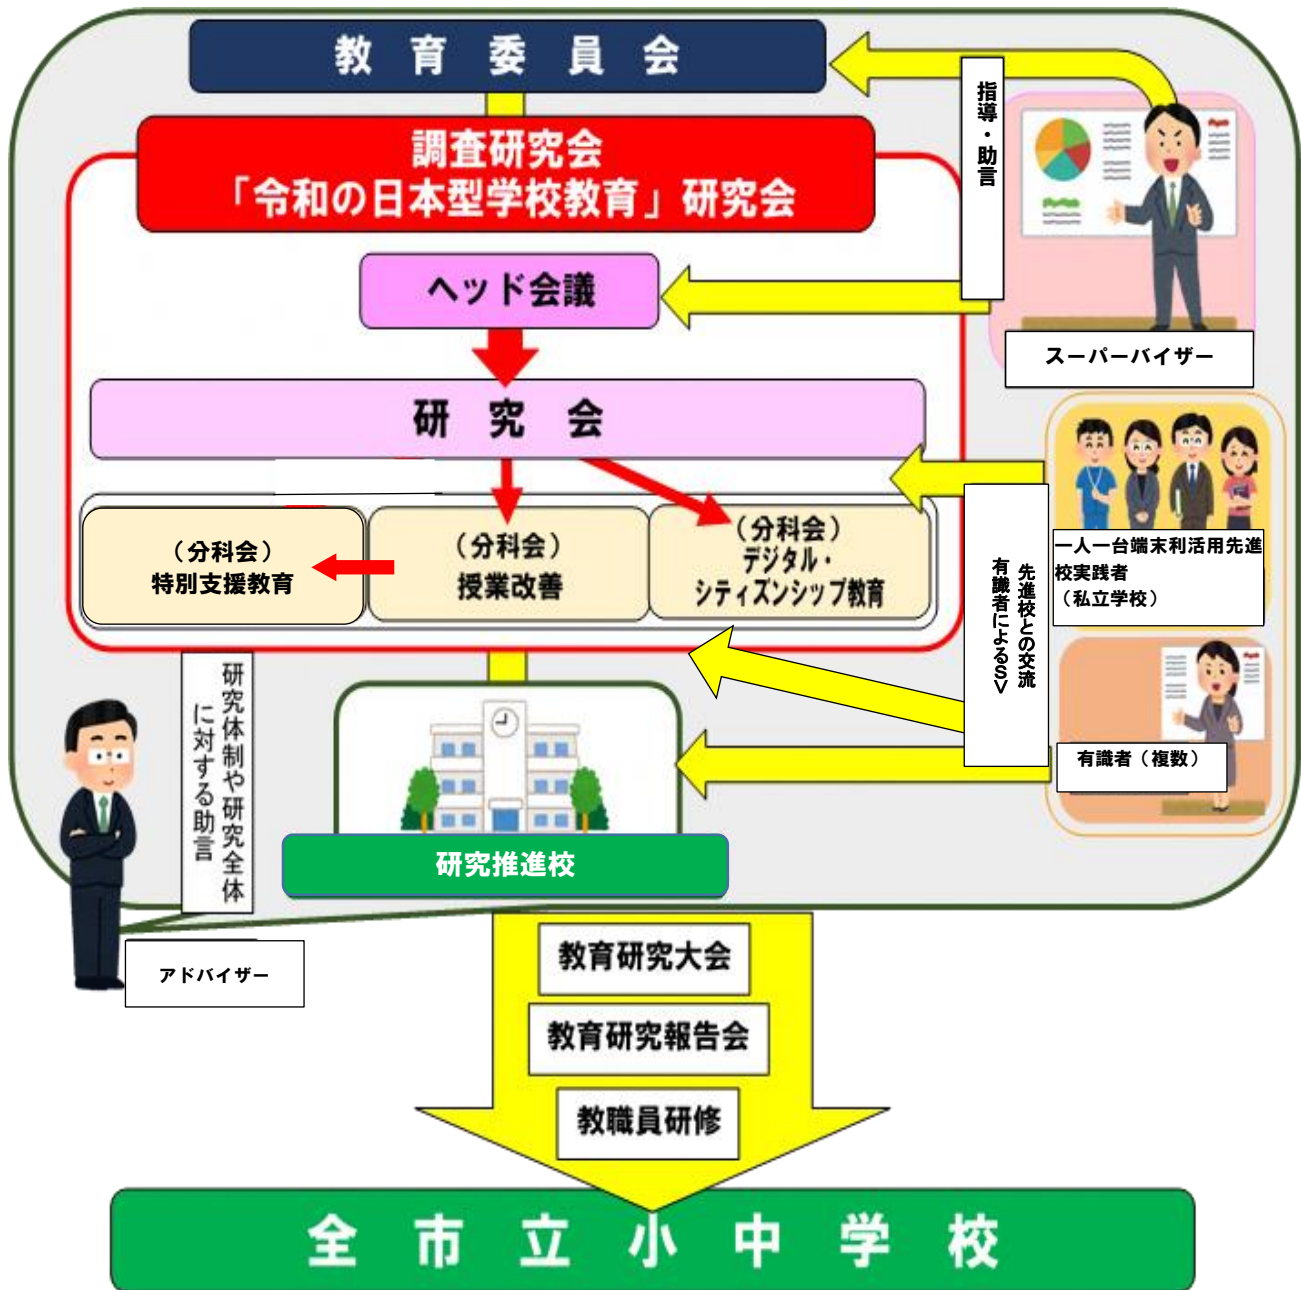 教育委員会
調査研究会
「令和の日本型学校教育」研究会
指導・助言
ヘッド会議
スーパーバイザー
研究会
（分科会）
特別支援教育
（分科会）
授業改善
（分科会）
デジタル・
シティズンシップ教育
先進校との交流
有識者によるSV
一人一台端末利活用先進
校実践者
（私立学校）
有識者（複数）
研究体制や研究全体
に対する助言
研究推進校
アドバイザー
教育研究大会
教育研究報告会
教職員研修
全市立小中学校